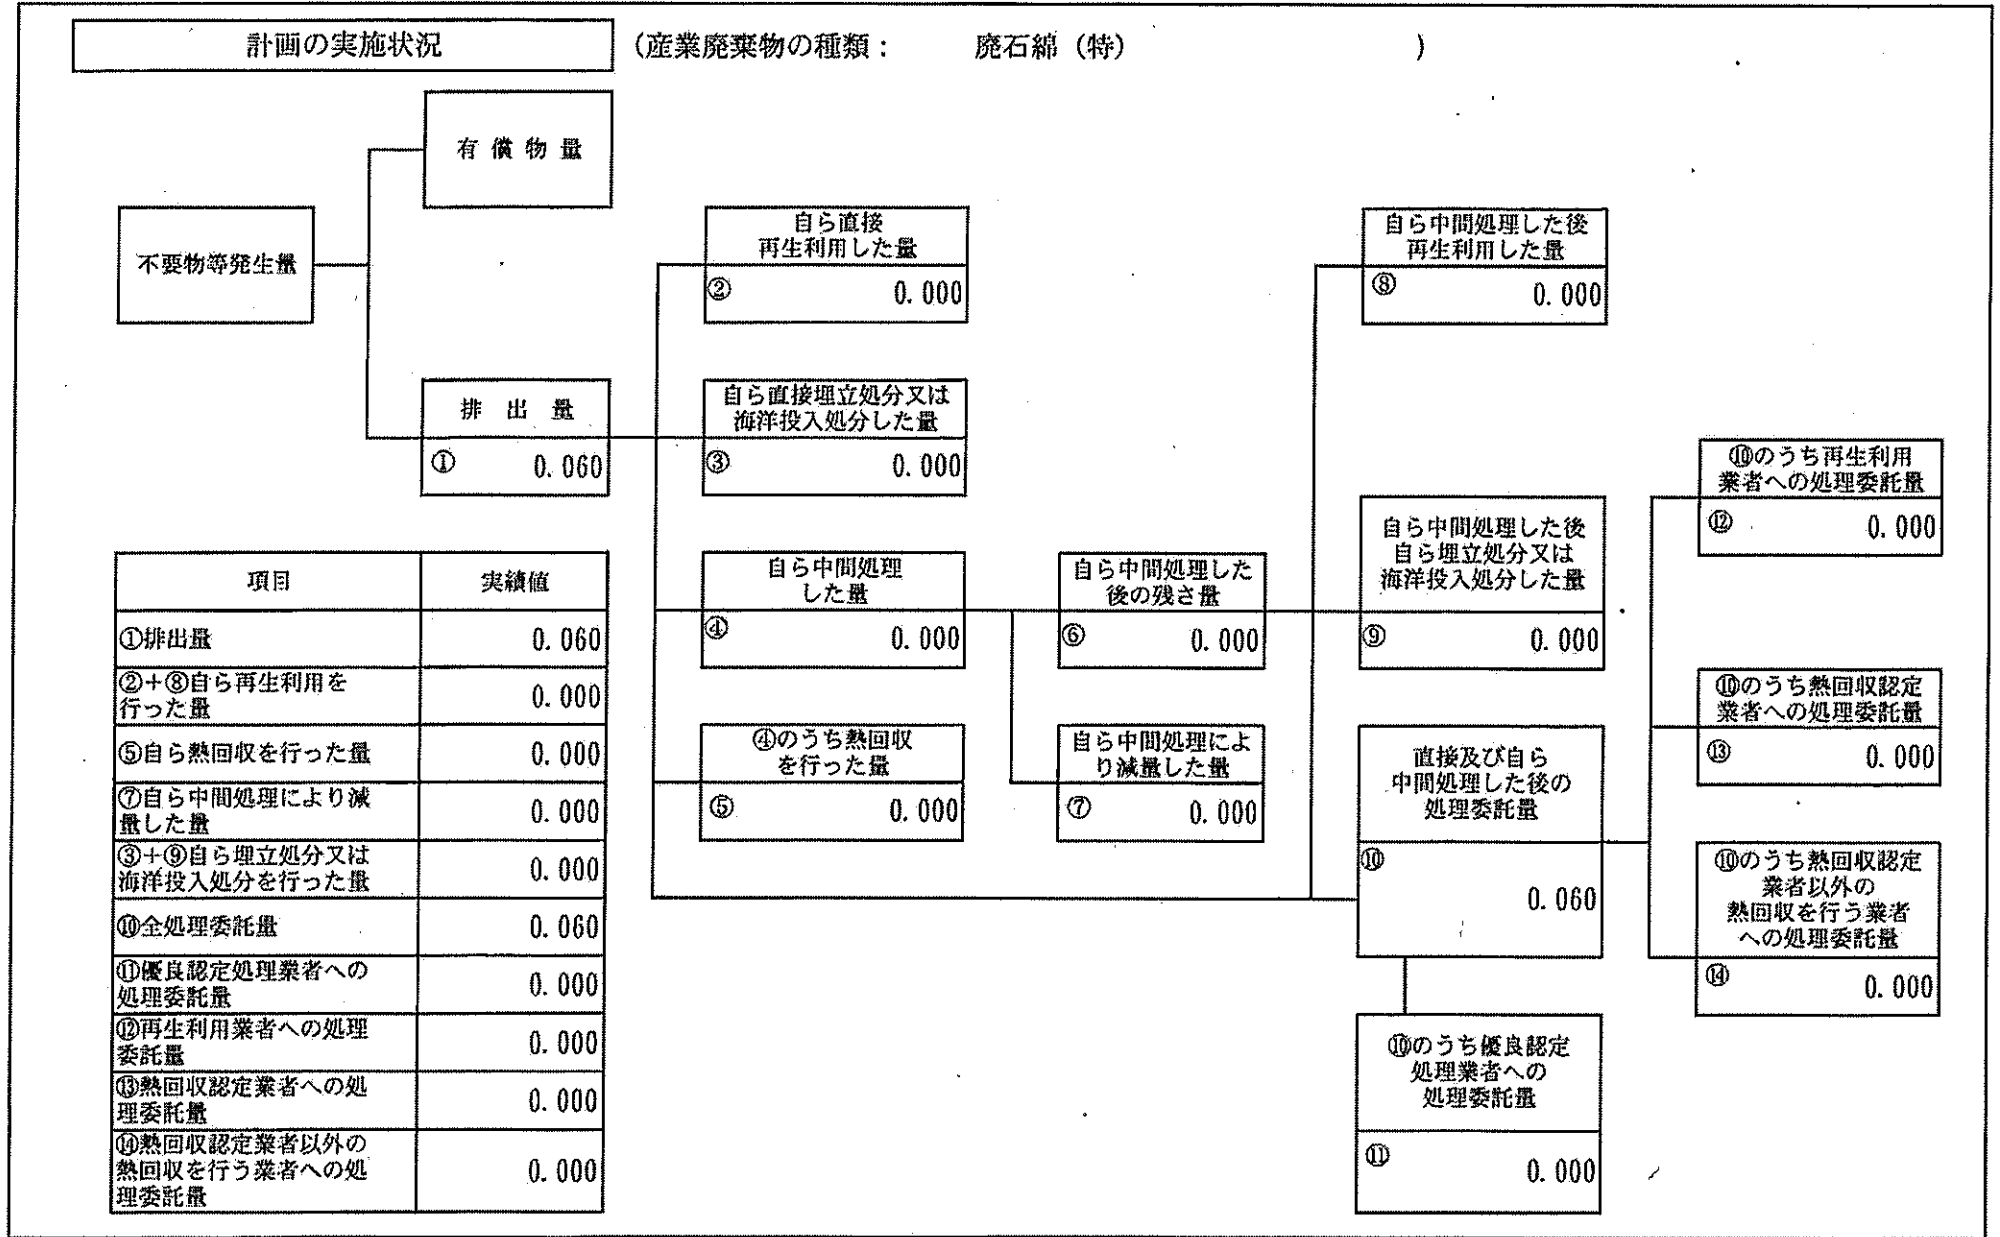 計画の実施状況 (産業廃棄物の種類： 廃石綿（特） )
有 償 物 量
不要物等発生量
自ら直接
再生利用した量
② 0.000
自ら中間処理した後
再生利用した量
⑧ 0.000
排 出 量
① 0.060
自ら直接埋立処分又は
海洋投入処分した量
③ 0.000
⑩のうち再生利用
業者への処理委託量
⑫ 0.000
自ら中間処理
した量
④ 0.000
自ら中間処理した
後の残さ量
⑥ 0.000
自ら中間処理した後
自ら埋立処分又は
海洋投入処分した量
⑨ 0.000
⑩のうち熱回収認定
業者への処理委託量
⑬ 0.000
④のうち熱回収
を行った量
⑤ 0.000
自ら中間処理によ
り減量した量
⑦ 0.000
直接及び自ら
中間処理した後の
処理委託量
⑩
0.060
⑩のうち熱回収認定
業者以外の
熱回収を行う業者
への処理委託量
⑭ 0.000
⑩のうち優良認定
処理業者への
処理委託量
⑪ 0.000
項目 実績値
①排出量 0.060
②＋⑧自ら再生利用を
行った量 0.000
⑤自ら熱回収を行った量 0.000
⑦自ら中間処理により減
量した量 0.000
③＋⑨自ら埋立処分又は
海洋投入処分を行った量 0.000
⑩全処理委託量 0.060
⑪優良認定処理業者への
処理委託量 0.000
⑫再生利用業者への処理
委託量 0.000
⑬熱回収認定業者への処
理委託量 0.000
⑭熱回収認定業者以外の
熱回収を行う業者への処
理委託量 0.000